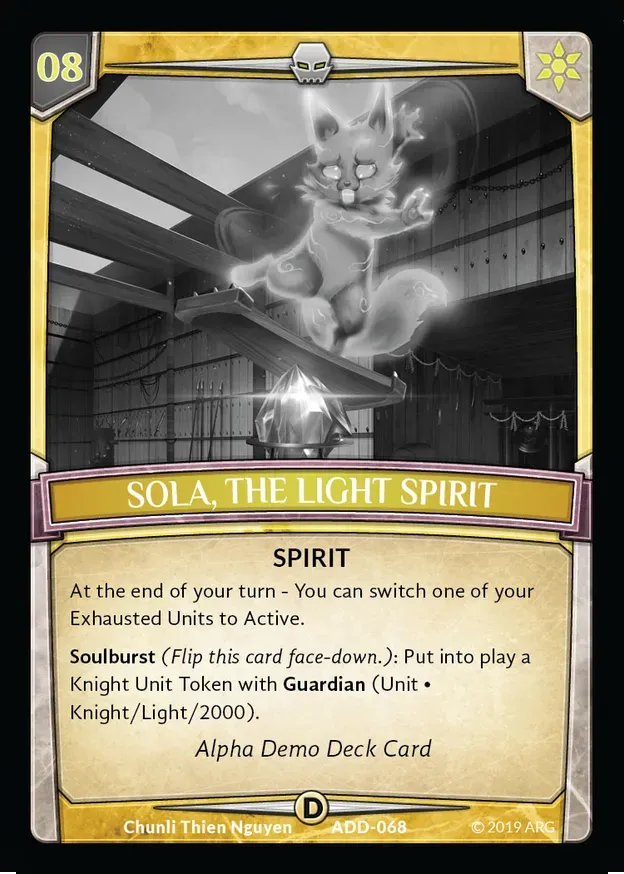 08
SOLA, THE LIGHT SPIRIT
SPIRIT
At the end of your turn - You can switch one of your
Exhausted Units to Active.
Soulburst (Flip this card face-down.): Put into play a
Knight Unit Token with Guardian (Unit •
Knight/Light/2000).
Alpha Demo Deck Card
D
Chunli Thien Nguyen ADD-068 © 2019 ARG